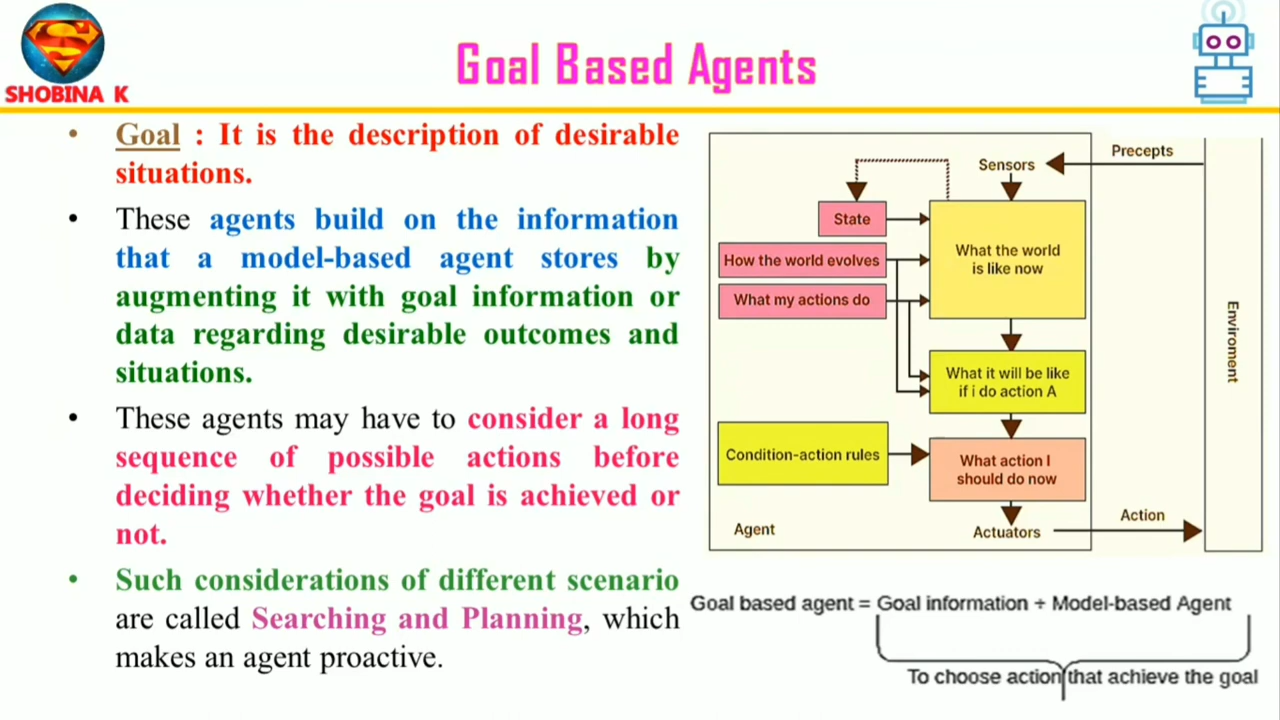 SHOBINA K
Goal Based Agents
• Goal : It is the description of desirable
situations.
• These agents build on the information
that a model-based agent stores by
augmenting it with goal information or
data regarding desirable outcomes and
situations.
• These agents may have to consider a long
sequence of possible actions before
deciding whether the goal is achieved or
not.
• Such considerations of different scenario
are called Searching and Planning, which
makes an agent proactive.
Precepts
Sensors
State
What the world
is like now
How the world evolves
What my actions do
Enviroment
What it will be like
if i do action A
Condition-action rules
What action I
should do now
Agent
Actuators
Action
Goal based agent = Goal information + Model-based Agent
To choose action that achieve the goal